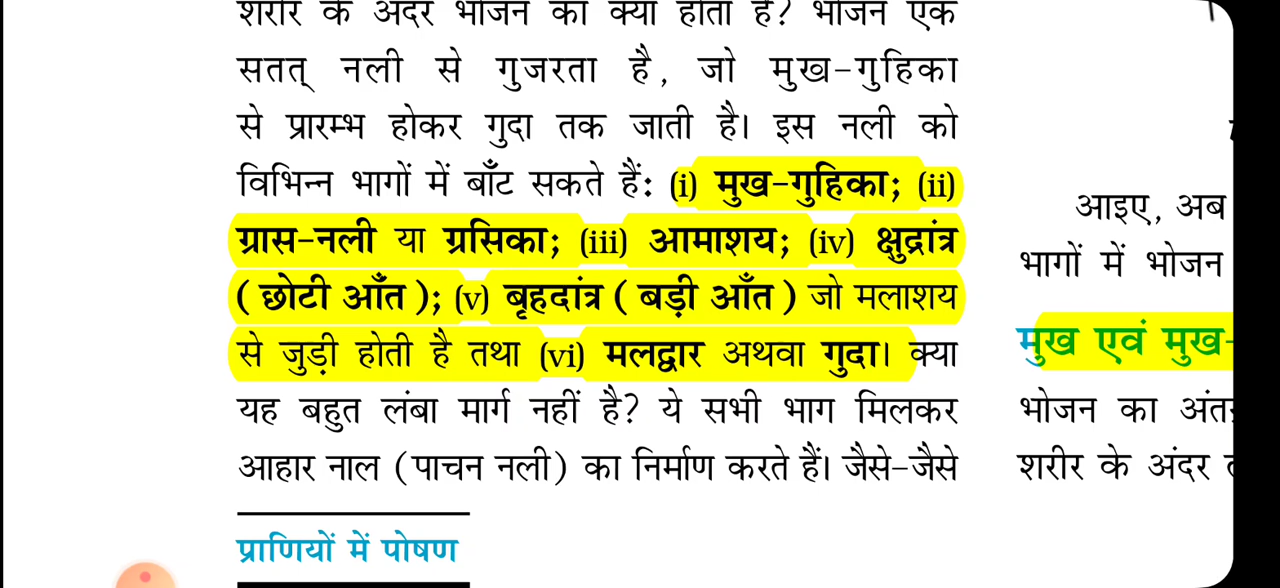 शरीर के अंदर भोजन का क्या होता है? भोजन एक
सतत् नली से गुजरता है, जो मुख-गुहिका
से प्रारम्भ होकर गुदा तक जाती है। इस नली को
विभिन्न भागों में बाँट सकते हैं: (i) मुख-गुहिका; (ii)
ग्रास-नली या ग्रसिका; (iii) आमाशय; (iv) क्षुद्रांत्र
(छोटी आँत); (v) बृहदांत्र (बड़ी आँत) जो मलाशय
से जुड़ी होती है तथा (vi) मलद्वार अथवा गुदा। क्या
यह बहुत लंबा मार्ग नहीं है? ये सभी भाग मिलकर
आहार नाल (पाचन नली) का निर्माण करते हैं। जैसे-जैसे
प्राणियों में पोषण
आइए, अब
भागों में भोजन
मुख एवं मुख-
भोजन का
शरीर के अंदर